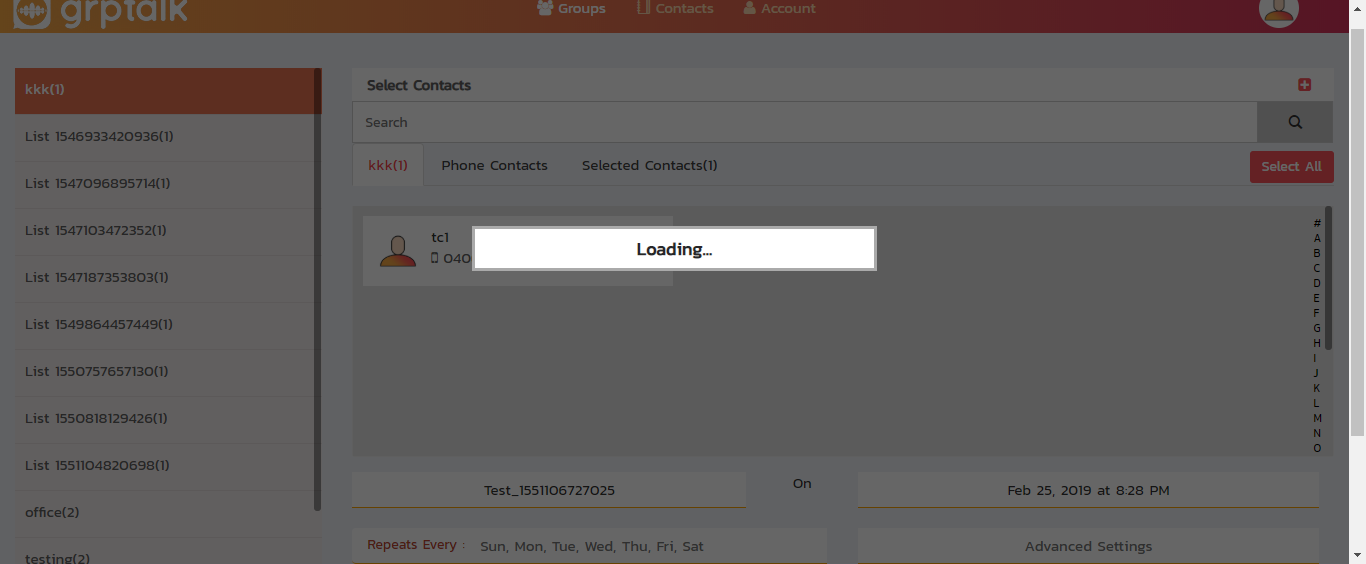 grptalk
Groups
Contacts
Account
kkk(1)
List 1546933420936(1)
List 1547096895714(1)
List 1547103472352(1)
List 1547187353803(1)
List 1549864457449(1)
List 1550757657130(1)
List 1550818129426(1)
List 1551104820698(1)
office(2)
testing(2)
Select Contacts
Search
kkk(1)
Phone Contacts
Selected Contacts(1)
Select All
tc1
040
Loading...
#
A
B
C
D
E
F
G
H
I
J
K
L
M
N
O
Test_1551106727025
On
Feb 25, 2019 at 8:28 PM
Repeats Every :
Sun, Mon, Tue, Wed, Thu, Fri, Sat
Advanced Settings